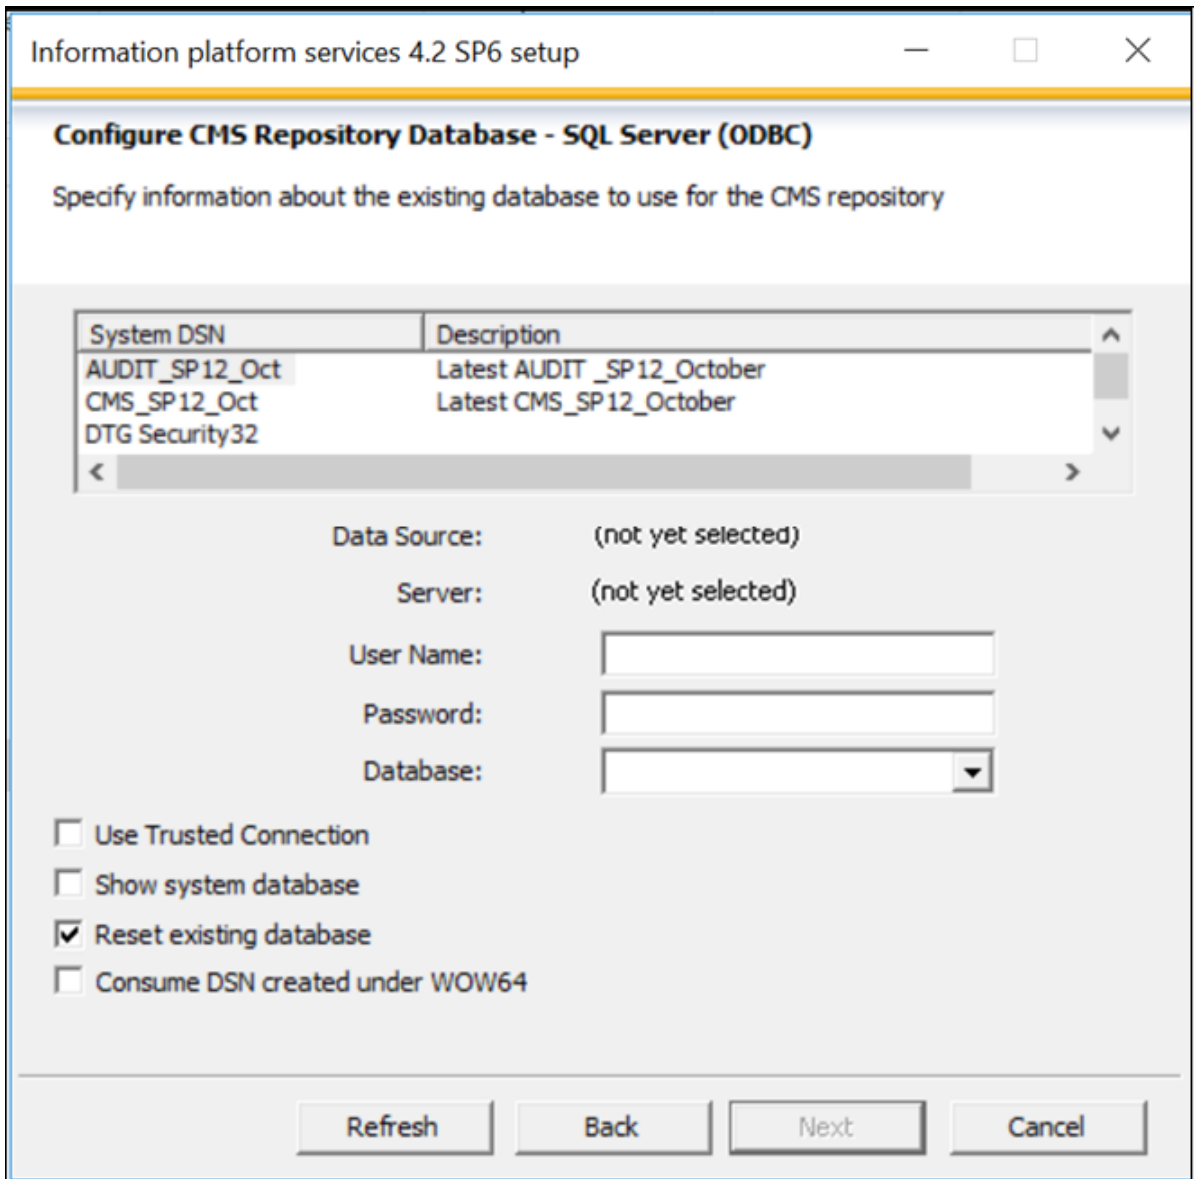 Information platform services 4.2 SP6 setup
Configure CMS Repository Database - SQL Server (ODBC)
Specify information about the existing database to use for the CMS repository
System DSN Description
AUDIT_SP12_Oct Latest AUDIT _SP12_October
CMS_SP12_Oct Latest CMS_SP12_October
DTG Security32
Data Source: (not yet selected)
Server: (not yet selected)
User Name:
Password:
Database:
Use Trusted Connection
Show system database
Reset existing database
Consume DSN created under WOW64
Refresh Back Next Cancel